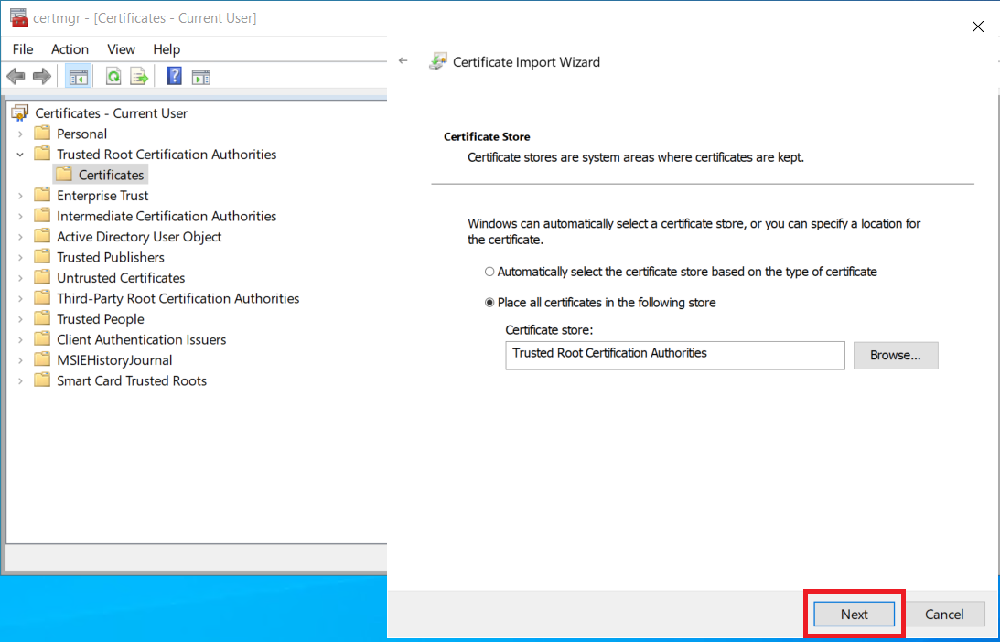 certmgr - [Certificates - Current User]
File Action View Help
Certificates - Current User
Personal
Trusted Root Certification Authorities
Certificates
Enterprise Trust
Intermediate Certification Authorities
Active Directory User Object
Trusted Publishers
Untrusted Certificates
Third-Party Root Certification Authorities
Trusted People
Client Authentication Issuers
MSIEHistoryJournal
Smart Card Trusted Roots
Certificate Import Wizard
Certificate Store
Certificate stores are system areas where certificates are kept.
Windows can automatically select a certificate store, or you can specify a location for
the certificate.
Automatically select the certificate store based on the type of certificate
Place all certificates in the following store
Certificate store:
Trusted Root Certification Authorities
Browse...
Next
Cancel